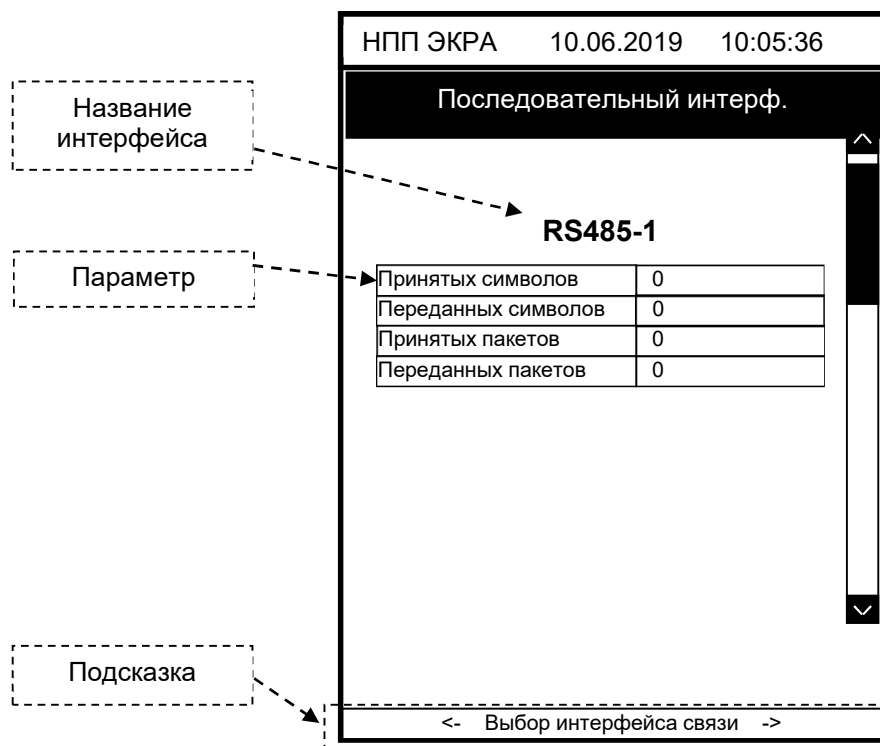 НПП ЭКРА 10.06.2019 10:05:36
Последовательный интерф.
Название
интерфейса
RS485-1
Параметр
Принятых символов 0
Переданных символов 0
Принятых пакетов 0
Переданных пакетов 0
Подсказка
<- Выбор интерфейса связи ->